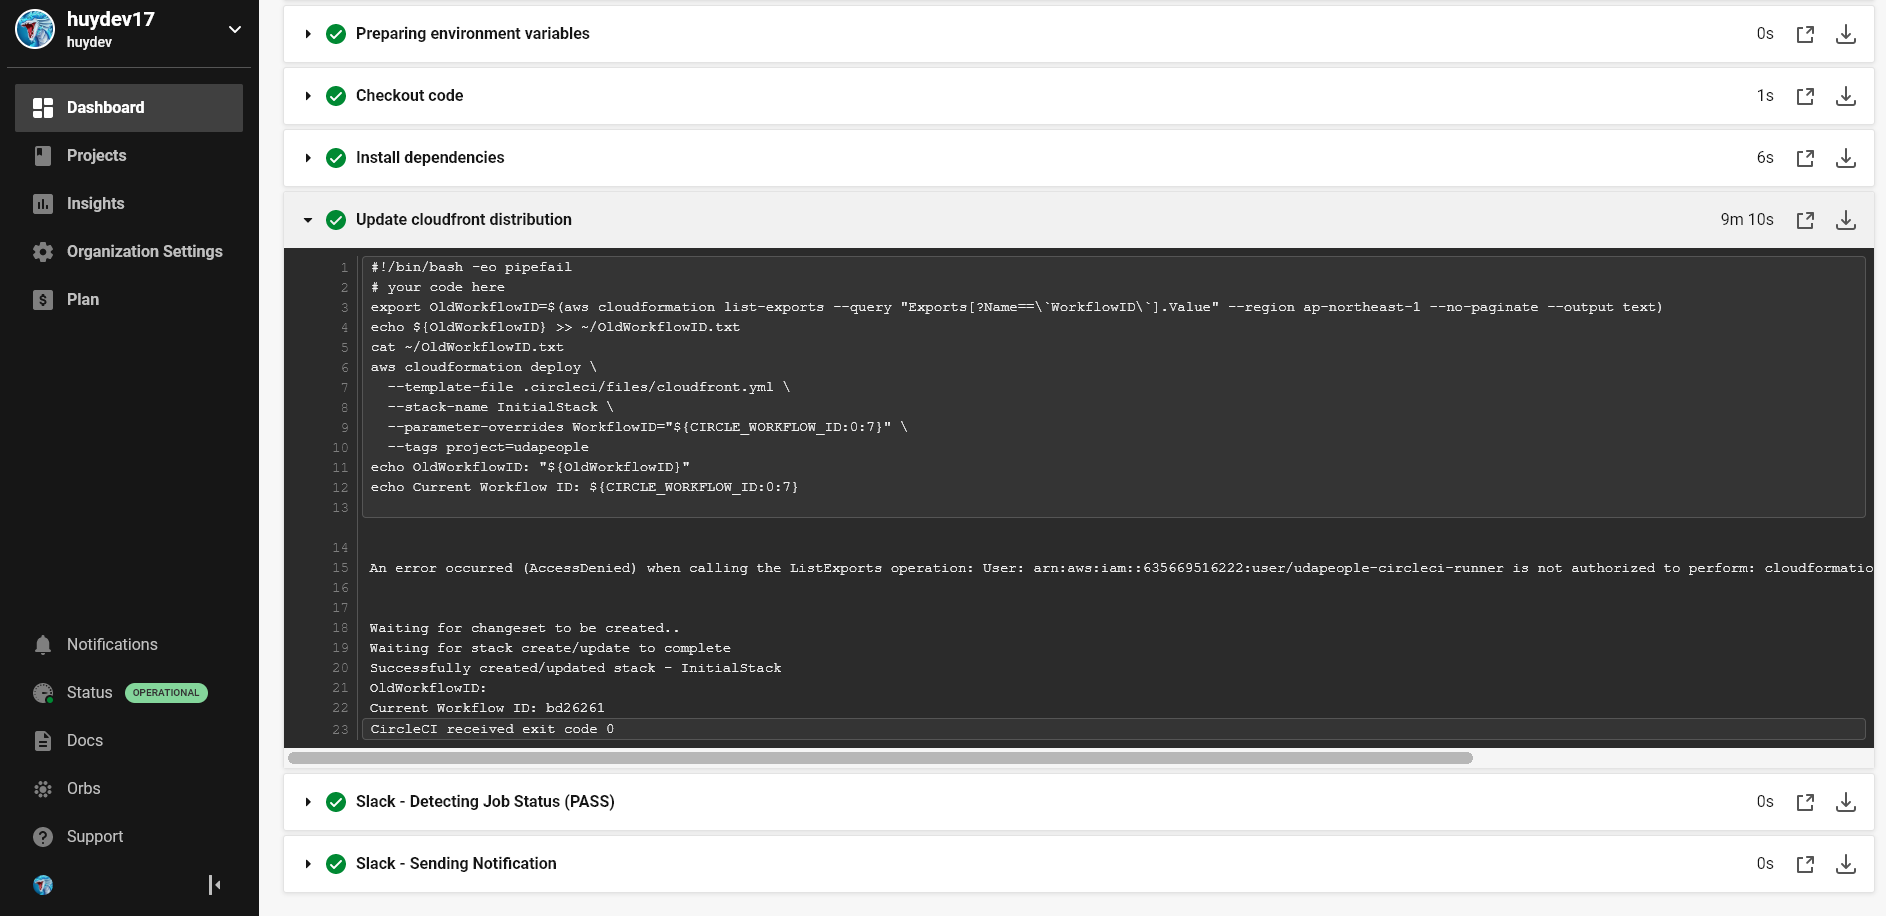 huydev17
huydev
Dashboard
Projects
Insights
Organization Settings
Plan
Notifications
Status OPERATIONAL
Docs
Orbs
Support
Preparing environment variables 0s
Checkout code 1s
Install dependencies 6s
Update cloudfront distribution 9m 10s
1 #!/bin/bash -eo pipefail
2 # your code here
3 export OldWorkflowID=$(aws cloudformation list-exports --query "Exports[?Name==\`WorkflowID\`].Value" --region ap-northeast-1 --no-paginate --output text)
4 echo ${OldWorkflowID} >> ~/OldWorkflowID.txt
5 cat ~/OldWorkflowID.txt
6 aws cloudformation deploy \
7   --template-file .circleci/files/cloudfront.yml \
8   --stack-name InitialStack \
9   --parameter-overrides WorkflowID="${CIRCLE_WORKFLOW_ID:0:7}" \
10   --tags project=udapeople
11 echo OldWorkflowID: "${OldWorkflowID}"
12 echo Current Workflow ID: ${CIRCLE_WORKFLOW_ID:0:7}
13
14
15 An error occurred (AccessDenied) when calling the ListExports operation: User: arn:aws:iam::635669516222:user/udapeople-circleci-runner is not authorized to perform: cloudformatio
16
17
18 Waiting for changeset to be created..
19 Waiting for stack create/update to complete
20 Successfully created/updated stack - InitialStack
21 OldWorkflowID:
22 Current Workflow ID: bd26261
23 CircleCI received exit code 0
Slack - Detecting Job Status (PASS) 0s
Slack - Sending Notification 0s